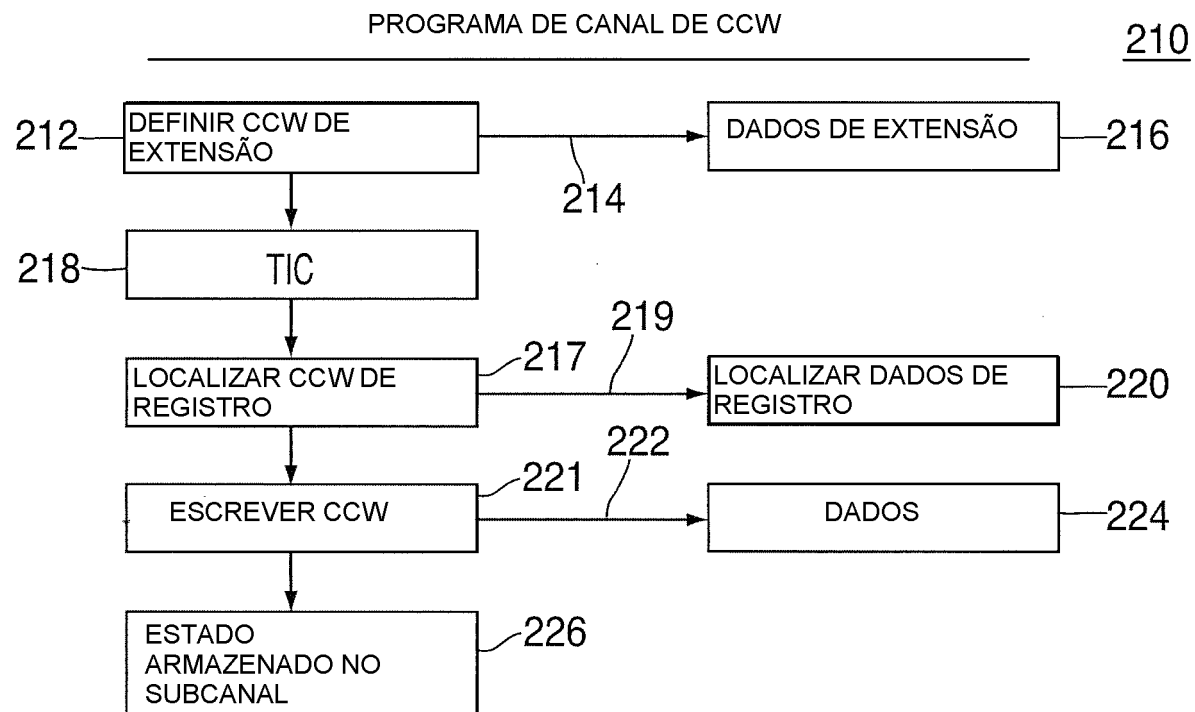 PROGRAMA DE CANAL DE CCW
210
212
DEFINIR CCW DE
EXTENSÃO
214
DADOS DE EXTENSÃO
216
218
TIC
LOCALIZAR CCW DE
REGISTRO
217
219
LOCALIZAR DADOS DE
REGISTRO
220
ESCREVER CCW
221
222
DADOS
224
ESTADO
ARMAZENADO NO
SUBCANAL
226